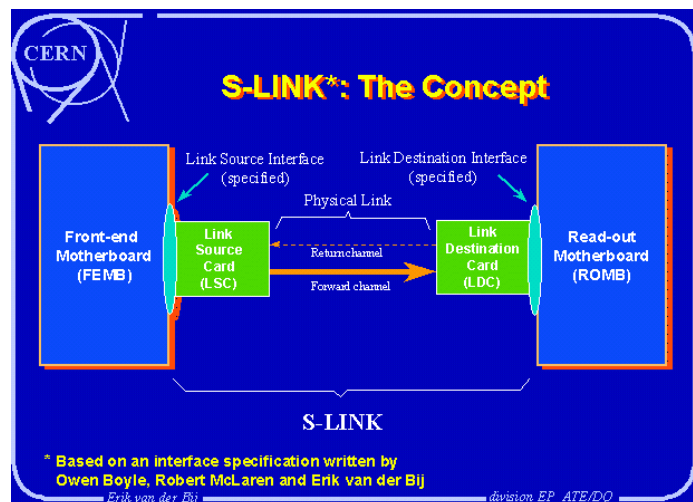 CERN
S-LINK*: The Concept
Link Source Interface
(specified)
Link Destination Interface
(specified)
Physical Link
Front-end
Motherboard
(FEMB)
Link
Source
Card
(LSC)
Return channel
Forward channel
Link
Destination
Card
(LDC)
Read-out
Motherboard
(ROMB)
S-LINK
* Based on an interface specification written by
Owen Boyle, Robert McLaren and Erik van der Bij
Erik van der Bij
division EP ATE/DQ